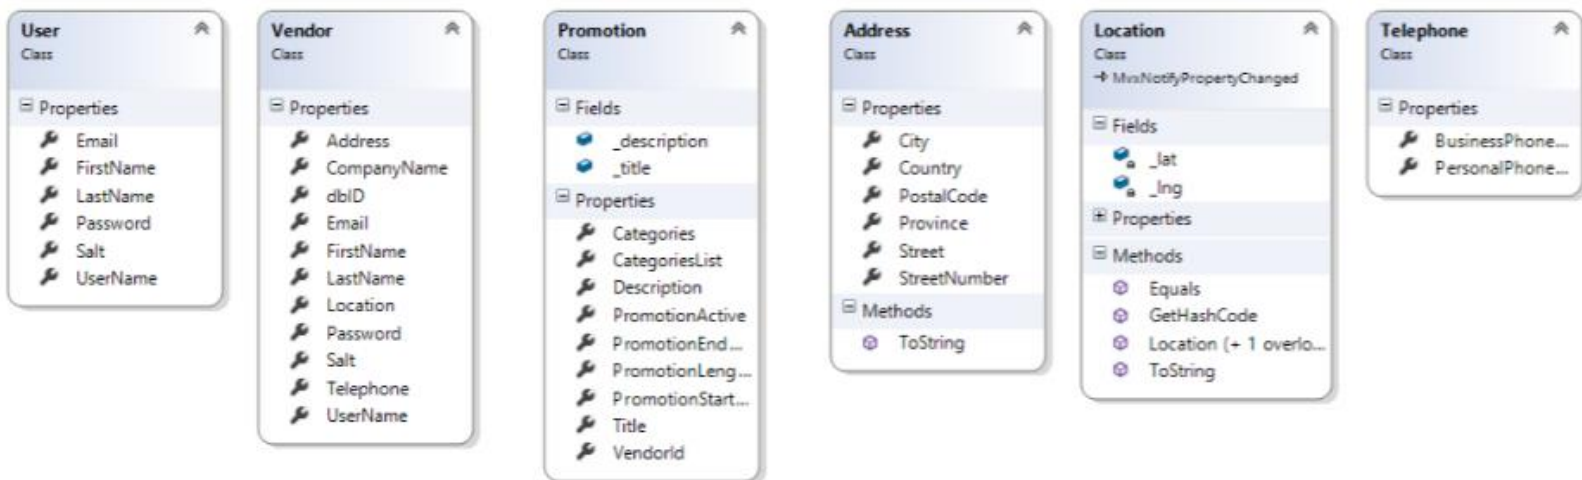 User
Class
Properties
Email
FirstName
LastName
Password
Salt
UserName
Vendor
Class
Properties
Address
CompanyName
dbID
Email
FirstName
LastName
Location
Password
Salt
Telephone
UserName
Promotion
Class
Fields
_description
_title
Properties
Categories
CategoriesList
Description
PromotionActive
PromotionEnd...
PromotionLeng...
PromotionStart...
Title
VendorId
Address
Class
Properties
City
Country
PostalCode
Province
Street
StreetNumber
Methods
ToString
Location
Class
MvxNotifyPropertyChanged
Fields
_lat
_lng
Properties
Methods
Equals
GetHashCode
Location (+ 1 overlo...
ToString
Telephone
Class
Properties
BusinessPhone...
PersonalPhone...